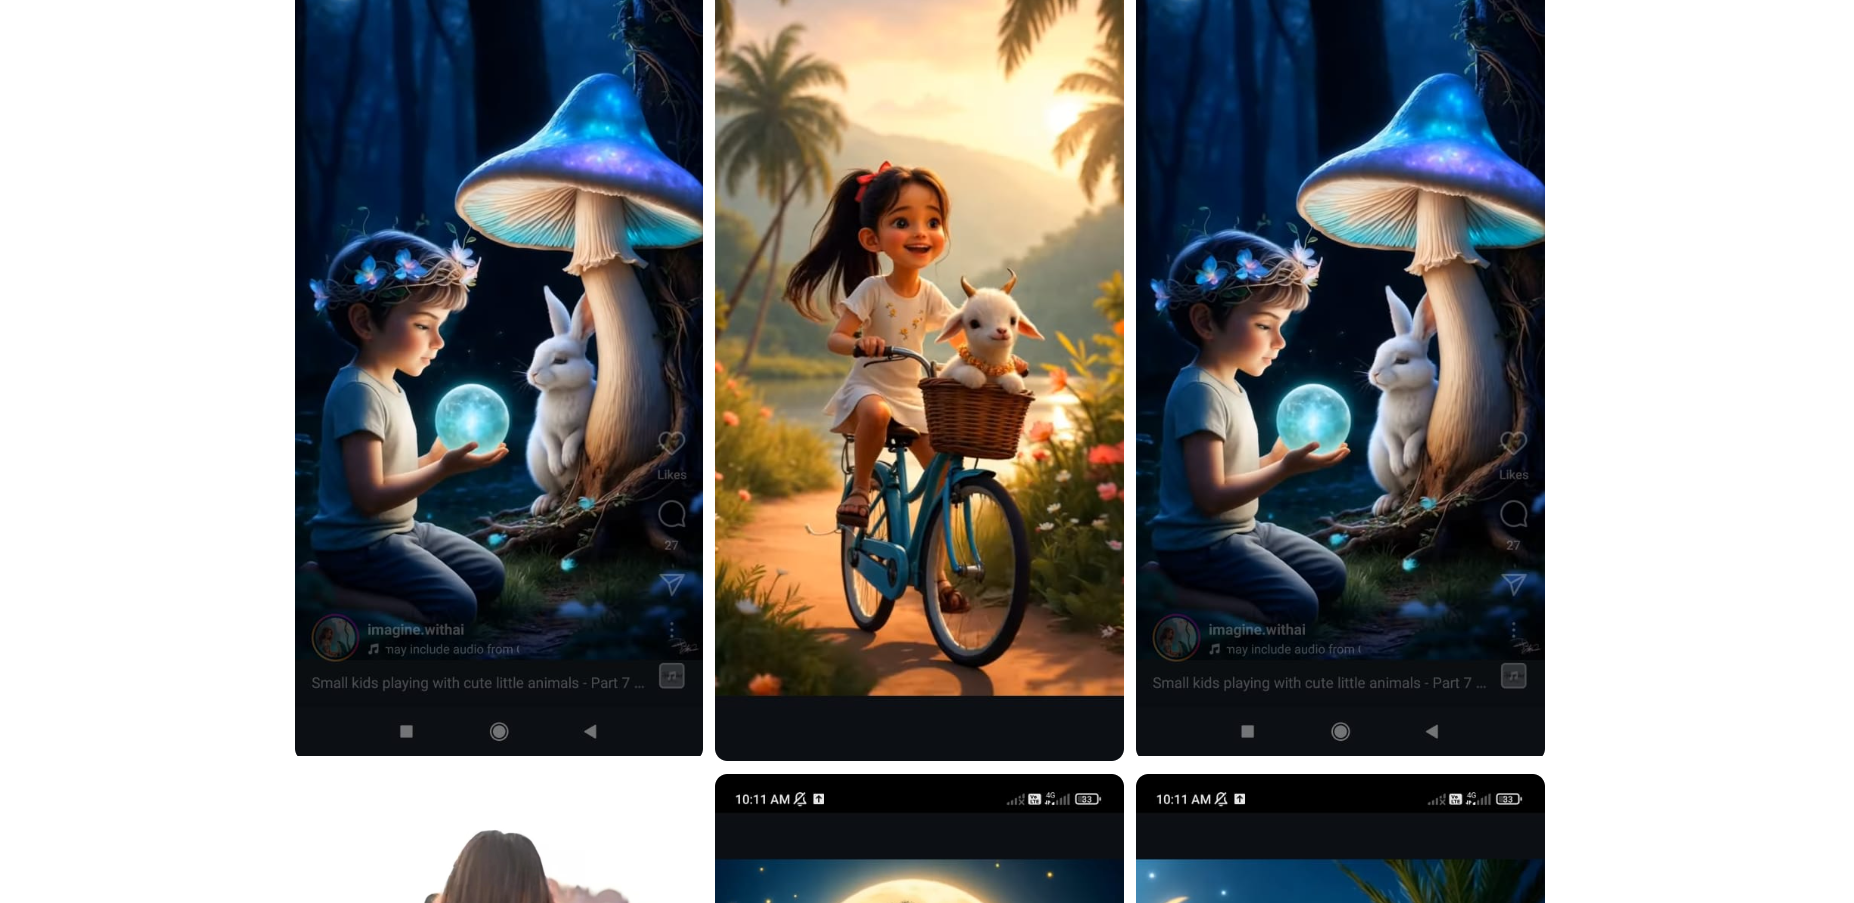 Likes
27
imagine.withai
may include audio from
Small kids playing with cute little animals - Part 7 ...
Likes
27
imagine.withai
may include audio from
Small kids playing with cute little animals - Part 7 ...
10:11 AM
4G
33
10:11 AM
4G
33